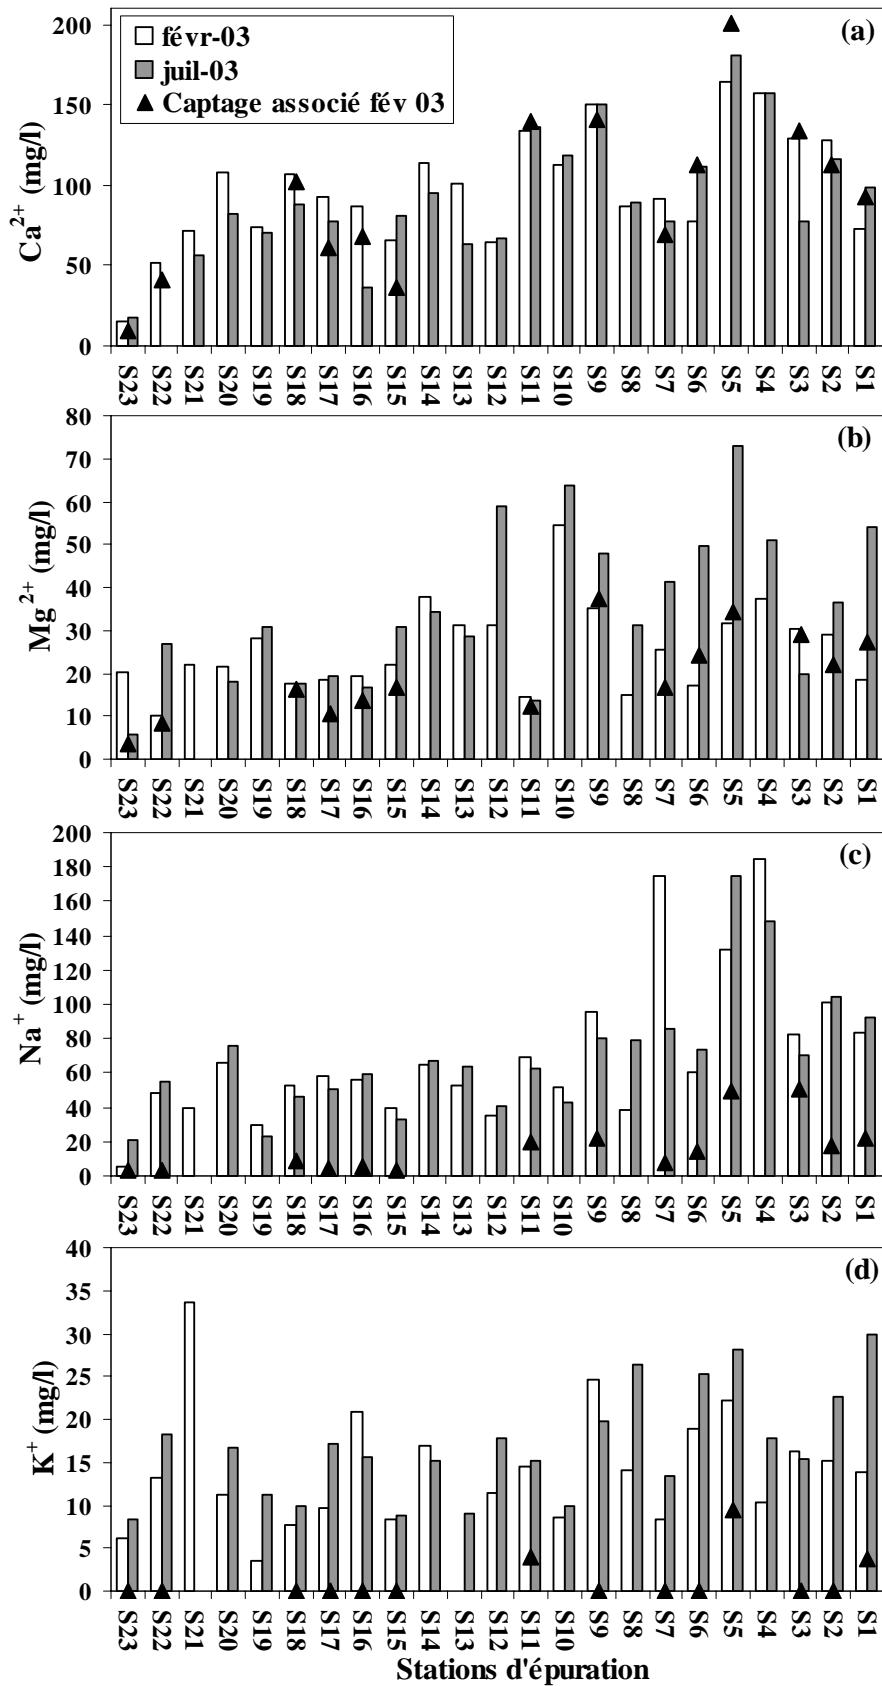 (a)
févr-03
juil-03
Captage associé fév 03
Ca2+ (mg/l)
200
150
100
50
0
S23 S22 S21 S20 S19 S18 S17 S16 S15 S14 S13 S12 S11 S10 S9 S8 S7 S6 S5 S4 S3 S2 S1
(b)
Mg2+ (mg/l)
80
70
60
50
40
30
20
10
0
S23 S22 S21 S20 S19 S18 S17 S16 S15 S14 S13 S12 S11 S10 S9 S8 S7 S6 S5 S4 S3 S2 S1
(c)
Na+ (mg/l)
200
180
160
140
120
100
80
60
40
20
0
S23 S22 S21 S20 S19 S18 S17 S16 S15 S14 S13 S12 S11 S10 S9 S8 S7 S6 S5 S4 S3 S2 S1
(d)
K+ (mg/l)
40
35
30
25
20
15
10
5
0
S23 S22 S21 S20 S19 S18 S17 S16 S15 S14 S13 S12 S11 S10 S9 S8 S7 S6 S5 S4 S3 S2 S1
Stations d'épuration